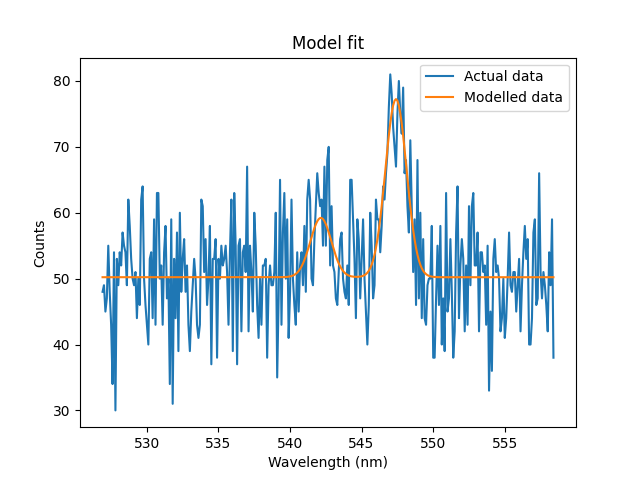 Model fit
Actual data
Modelled data
80
70
60
50
40
30
Counts
530 535 540 545 550 555
Wavelength (nm)